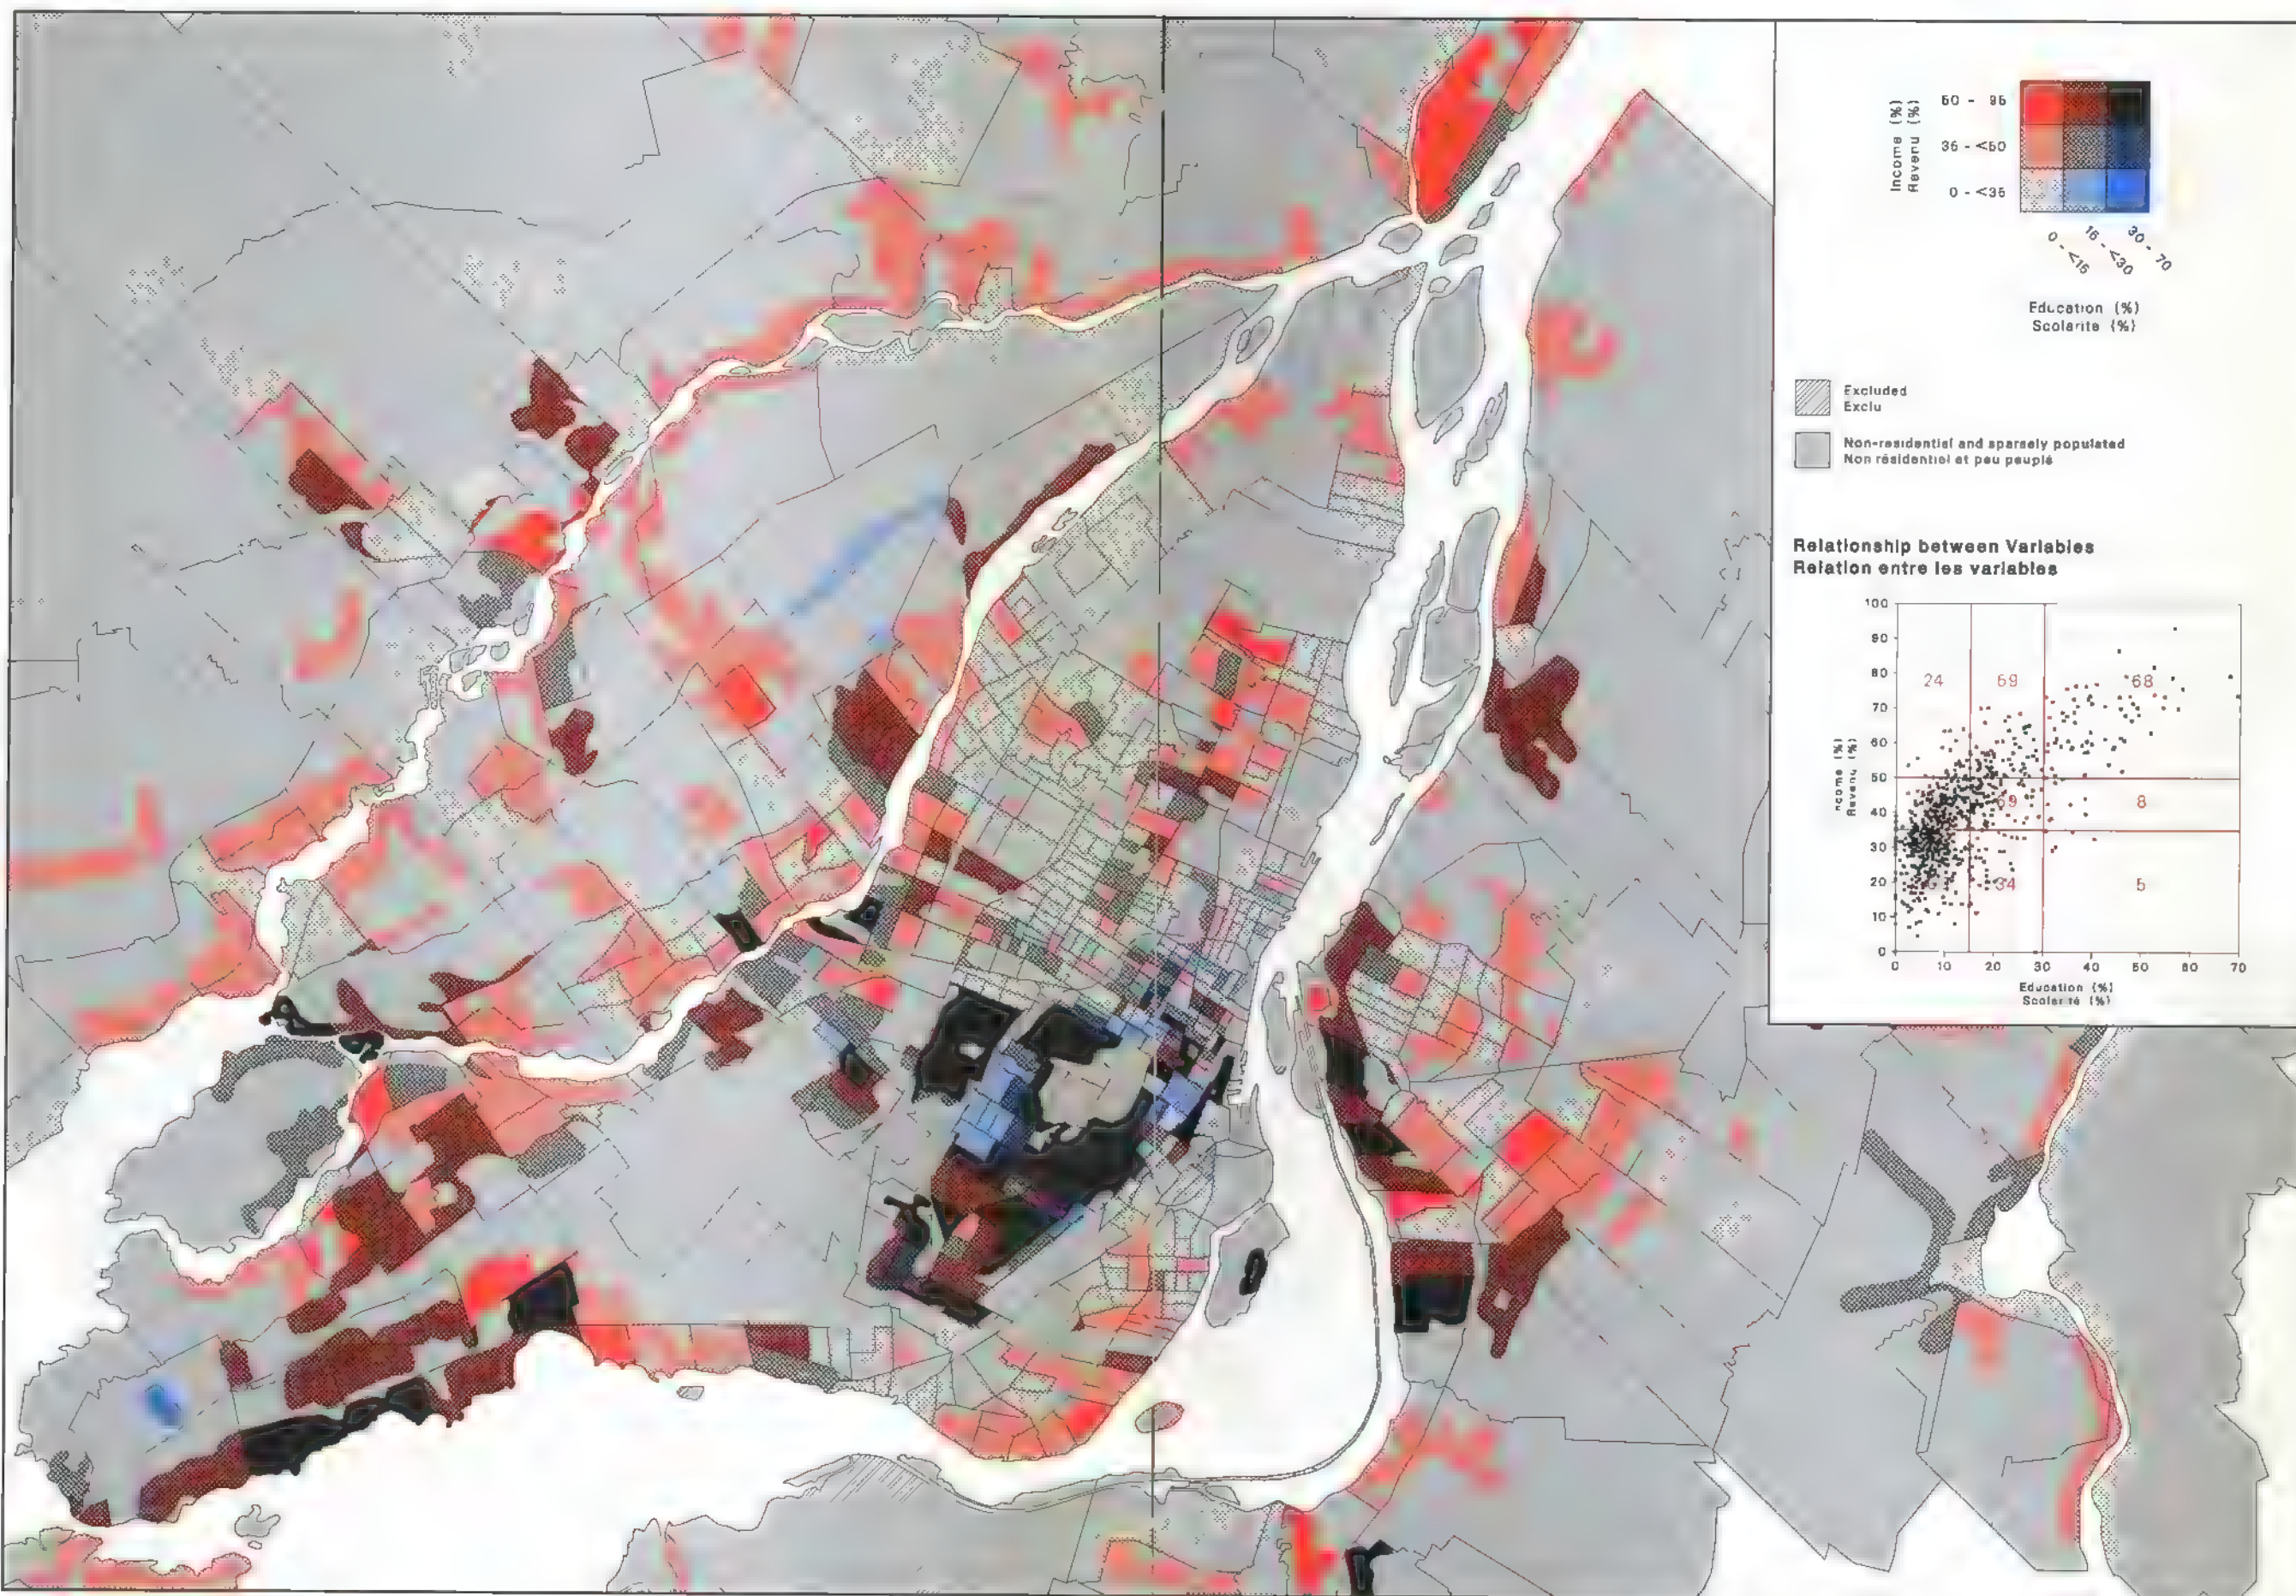 Income (%)
Revenu (%)
50 - 95
35 - <50
0 - <35
0 - <15
15 - <30
30 - 70
Education (%)
Scolarité (%)
Excluded
Exclu
Non-residential and sparsely populated
Non résidentiel et peu peuplé
Relationship between Variables
Relation entre les variables
100
90
80
70
60
50
40
30
20
10
0
Income (%)
Revenu (%)
24
59
68
8
34
5
0
10
20
30
40
50
60
70
Education (%)
Scolarité (%)